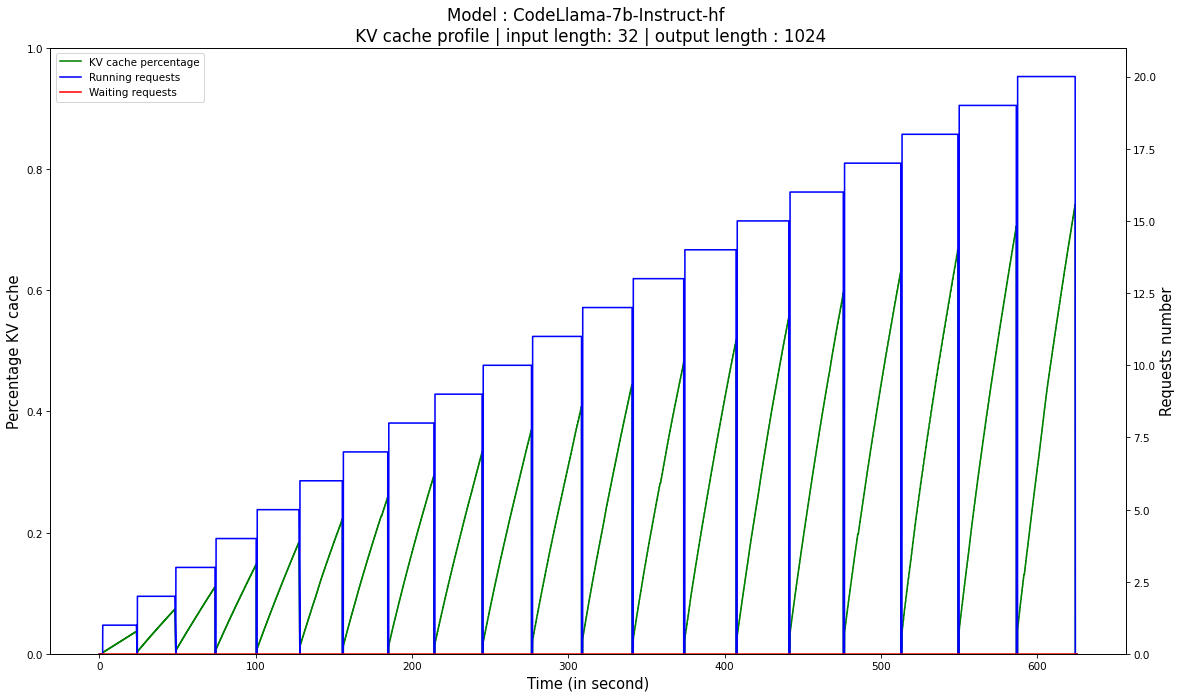 Model : CodeLlama-7b-Instruct-hf
KV cache profile | input length: 32 | output length : 1024
KV cache percentage
Running requests
Waiting requests
Percentage KV cache
1.0
0.8
0.6
0.4
0.2
0.0
20.0
17.5
15.0
12.5
10.0
7.5
5.0
2.5
0.0
Requests number
0 100 200 300 400 500 600
Time (in second)